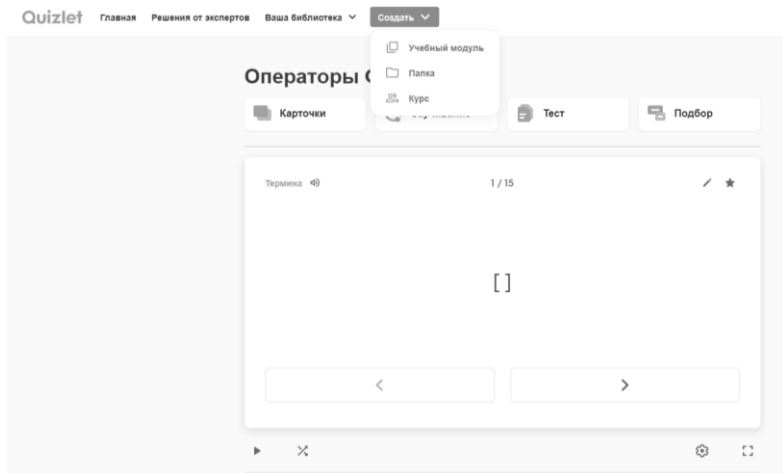 Quizlet Главная Решения от экспертов Ваша библиотека Создать
Учебный модуль
Папка
Курс
Операторы
Карточки Тест Подбор
Термина 1 / 15
[ ]